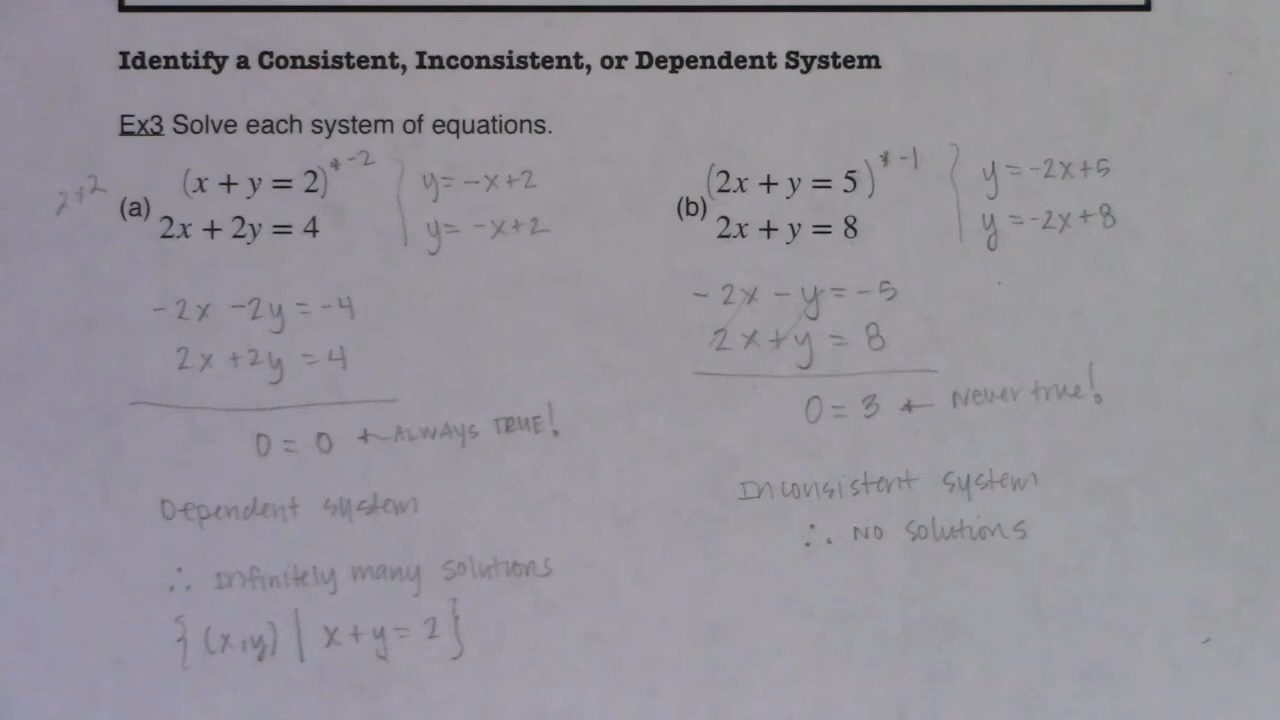 Identify a Consistent, Inconsistent, or Dependent System
Ex3 Solve each system of equations.
(a)
(x + y = 2) * -2
2x + 2y = 4
y = -x+2
y = -x+2
-2x -2y = -4
2x +2y = 4
0 = 0 ← ALWAYS TRUE!
Dependent system
∴ Infinitely many solutions
{(x,y) | x+y = 2}
(b)
(2x + y = 5) * -1
2x + y = 8
y = -2x+5
y = -2x+8
-2x - y = -5
2x + y = 8
0 = 3 ← Never true!
Inconsistent system
∴ No solutions